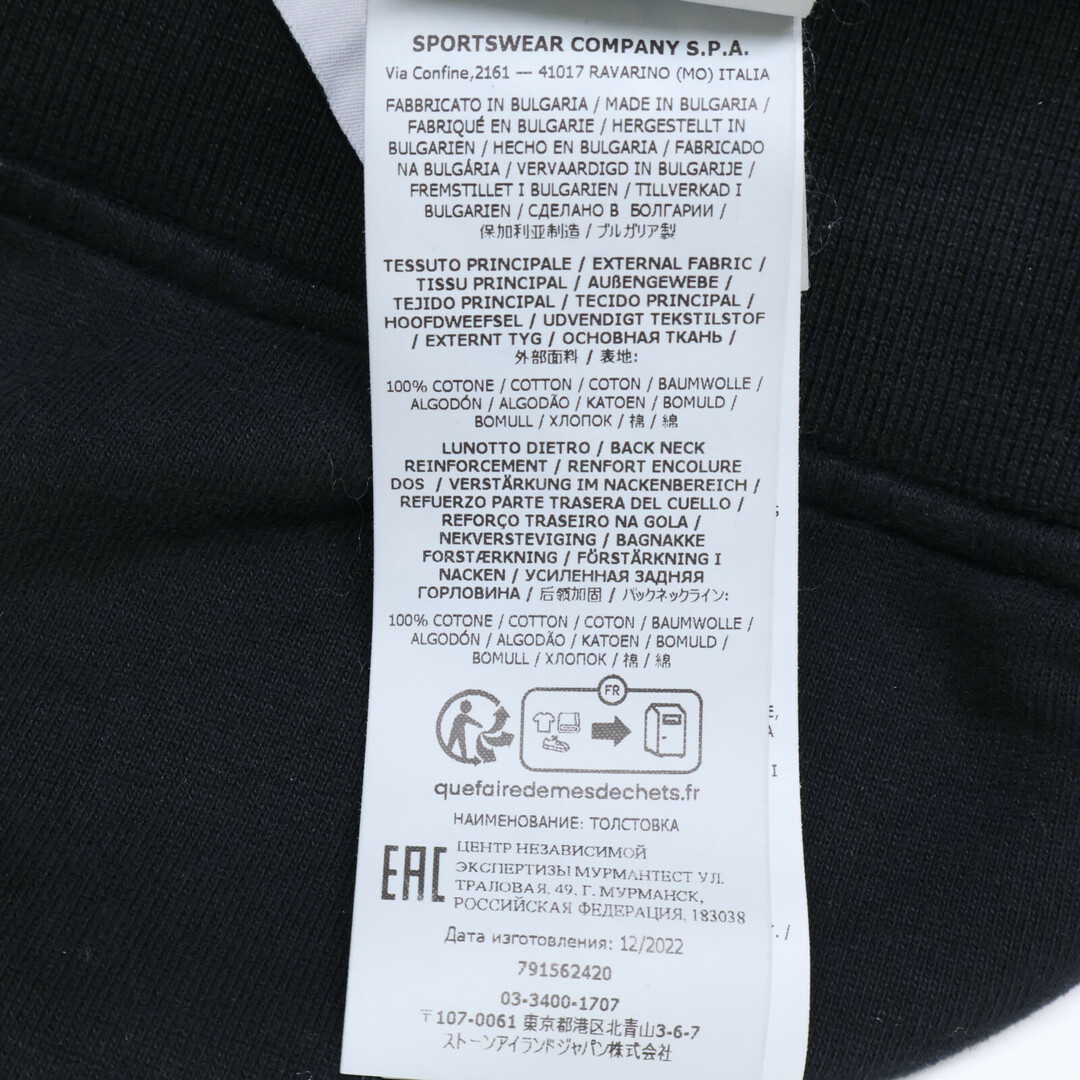 SPORTSWEAR COMPANY S.P.A.
Via Confine,2161 — 41017 RAVARINO (MO) ITALIA
FABBRICATO IN BULGARIA / MADE IN BULGARIA /
FABRIQUÉ EN BULGARIE / HERGESTELLT IN
BULGARIEN / HECHO EN BULGARIA / FABRICADO
NA BULGÁRIA / VERVAARDIGD IN BULGARIJE /
FREMSTILLET I BULGARIEN / TILLVERKAD I
BULGARIEN / СДЕЛАНО В БОЛГАРИИ /
保加利亚制造 / ブルガリア製
TESSUTO PRINCIPALE / EXTERNAL FABRIC /
TISSU PRINCIPAL / AUßENGEWEBE /
TEJIDO PRINCIPAL / TECIDO PRINCIPAL /
HOOFDWEEFSEL / UDVENDIGT TEKSTILSTOF
/ EXTERNT TYG / ОСНОВНАЯ ТКАНЬ /
外部面料 / 表地:
100% COTONE / COTTON / COTON / BAUMWOLLE /
ALGODÓN / ALGODÃO / KATOEN / BOMULD /
BOMULL / ХЛОПОК / 棉 / 綿
LUNOTTO DIETRO / BACK NECK
REINFORCEMENT / RENFORT ENCOLURE
DOS / VERSTÄRKUNG IM NACKENBEREICH /
REFUERZO PARTE TRASERA DEL CUELLO /
REFORÇO TRASEIRO NA GOLA /
NEKVERSTEVIGING / BAGNAKKE
FORSTÆRKNING / FÖRSTÄRKNING I
NACKEN / УСИЛЕННАЯ ЗАДНЯЯ
ГОРЛОВИНА / 后领加固 / バックネックライン:
100% COTONE / COTTON / COTON / BAUMWOLLE /
ALGODÓN / ALGODÃO / KATOEN / BOMULD /
BOMULL / ХЛОПОК / 棉 / 綿
FR
quefairedemesdechets.fr
НАИМЕНОВАНИЕ: ТОЛСТОВКА
EAC
ЦЕНТР НЕЗАВИСИМОЙ
ЭКСПЕРТИЗЫ МУРМАНТЕСТ УЛ.
ТРАЛОВАЯ, 49, Г. МУРМАНСК,
РОССИЙСКАЯ ФЕДЕРАЦИЯ, 183038
Дата изготовления: 12/2022
791562420
03-3400-1707
〒107-0061 東京都港区北青山3-6-7
ストーンアイランドジャパン株式会社